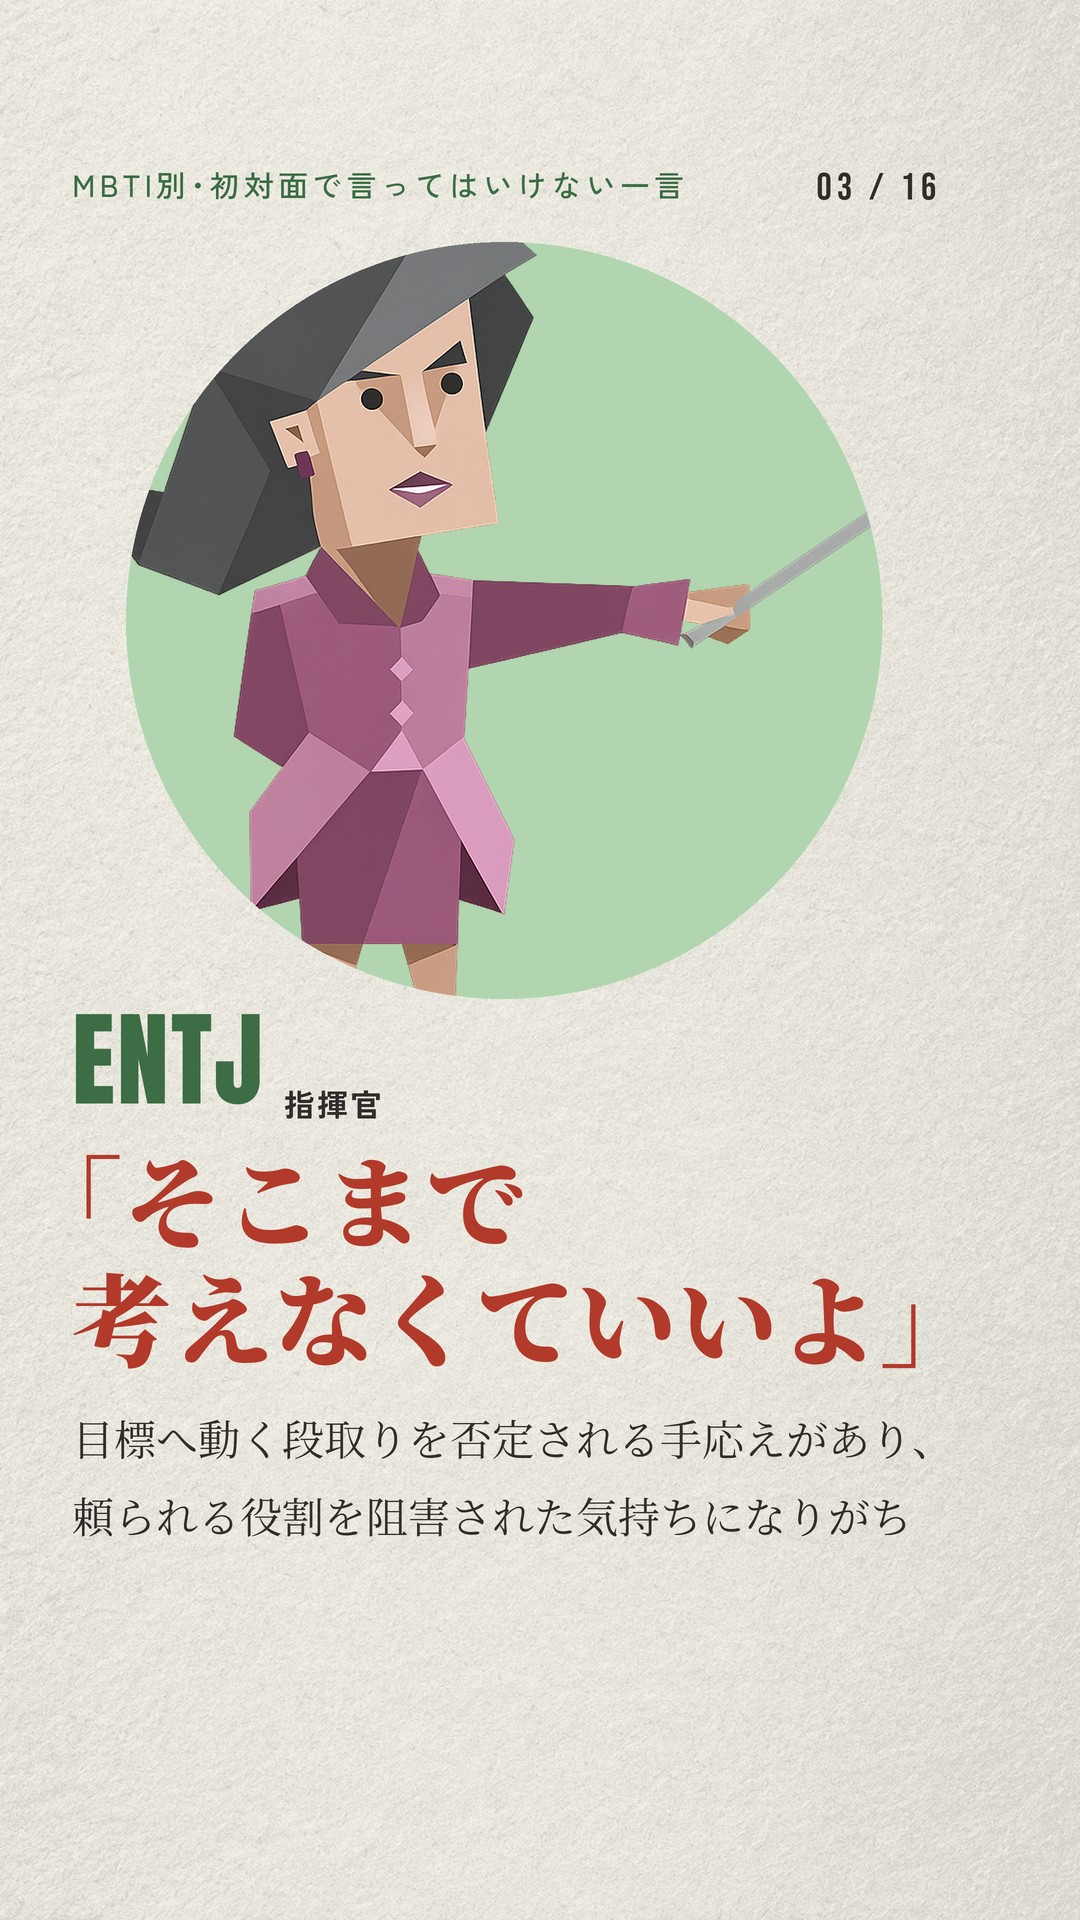 MBTI別・初対面で言ってはいけない一言
03 / 16
ENTJ 指揮官
「そこまで
考えなくていいよ」
目標へ動く段取りを否定される手応えがあり、
頼られる役割を阻害された気持ちになりがち